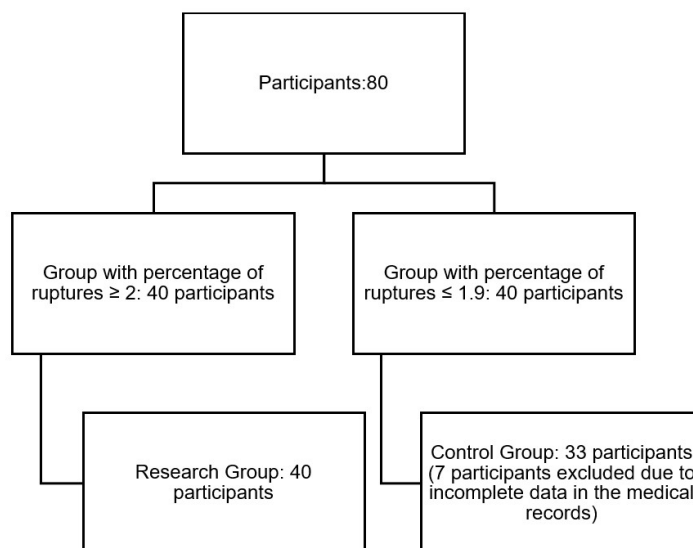 Participants:80
Group with percentage of
ruptures ≥ 2: 40 participants
Group with percentage of
ruptures ≤ 1.9: 40 participants
Research Group: 40
participants
Control Group: 33 participants
(7 participants excluded due to
incomplete data in the medical
records)